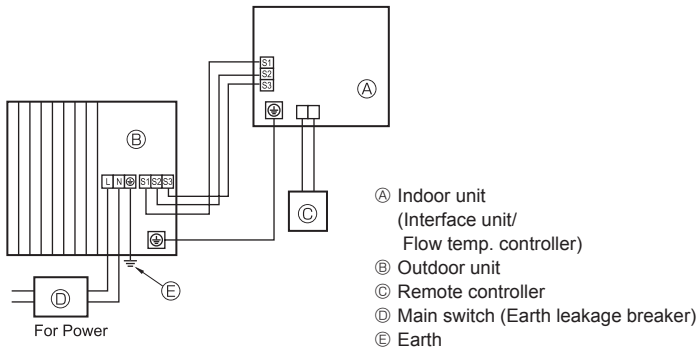 S1
S2
S3
Ⓐ
Ⓑ
L N S1 S2 S3
Ⓒ
Ⓓ
Ⓔ
For Power
Ⓐ Indoor unit
(Interface unit/
Flow temp. controller)
Ⓑ Outdoor unit
Ⓒ Remote controller
Ⓓ Main switch (Earth leakage breaker)
Ⓔ Earth